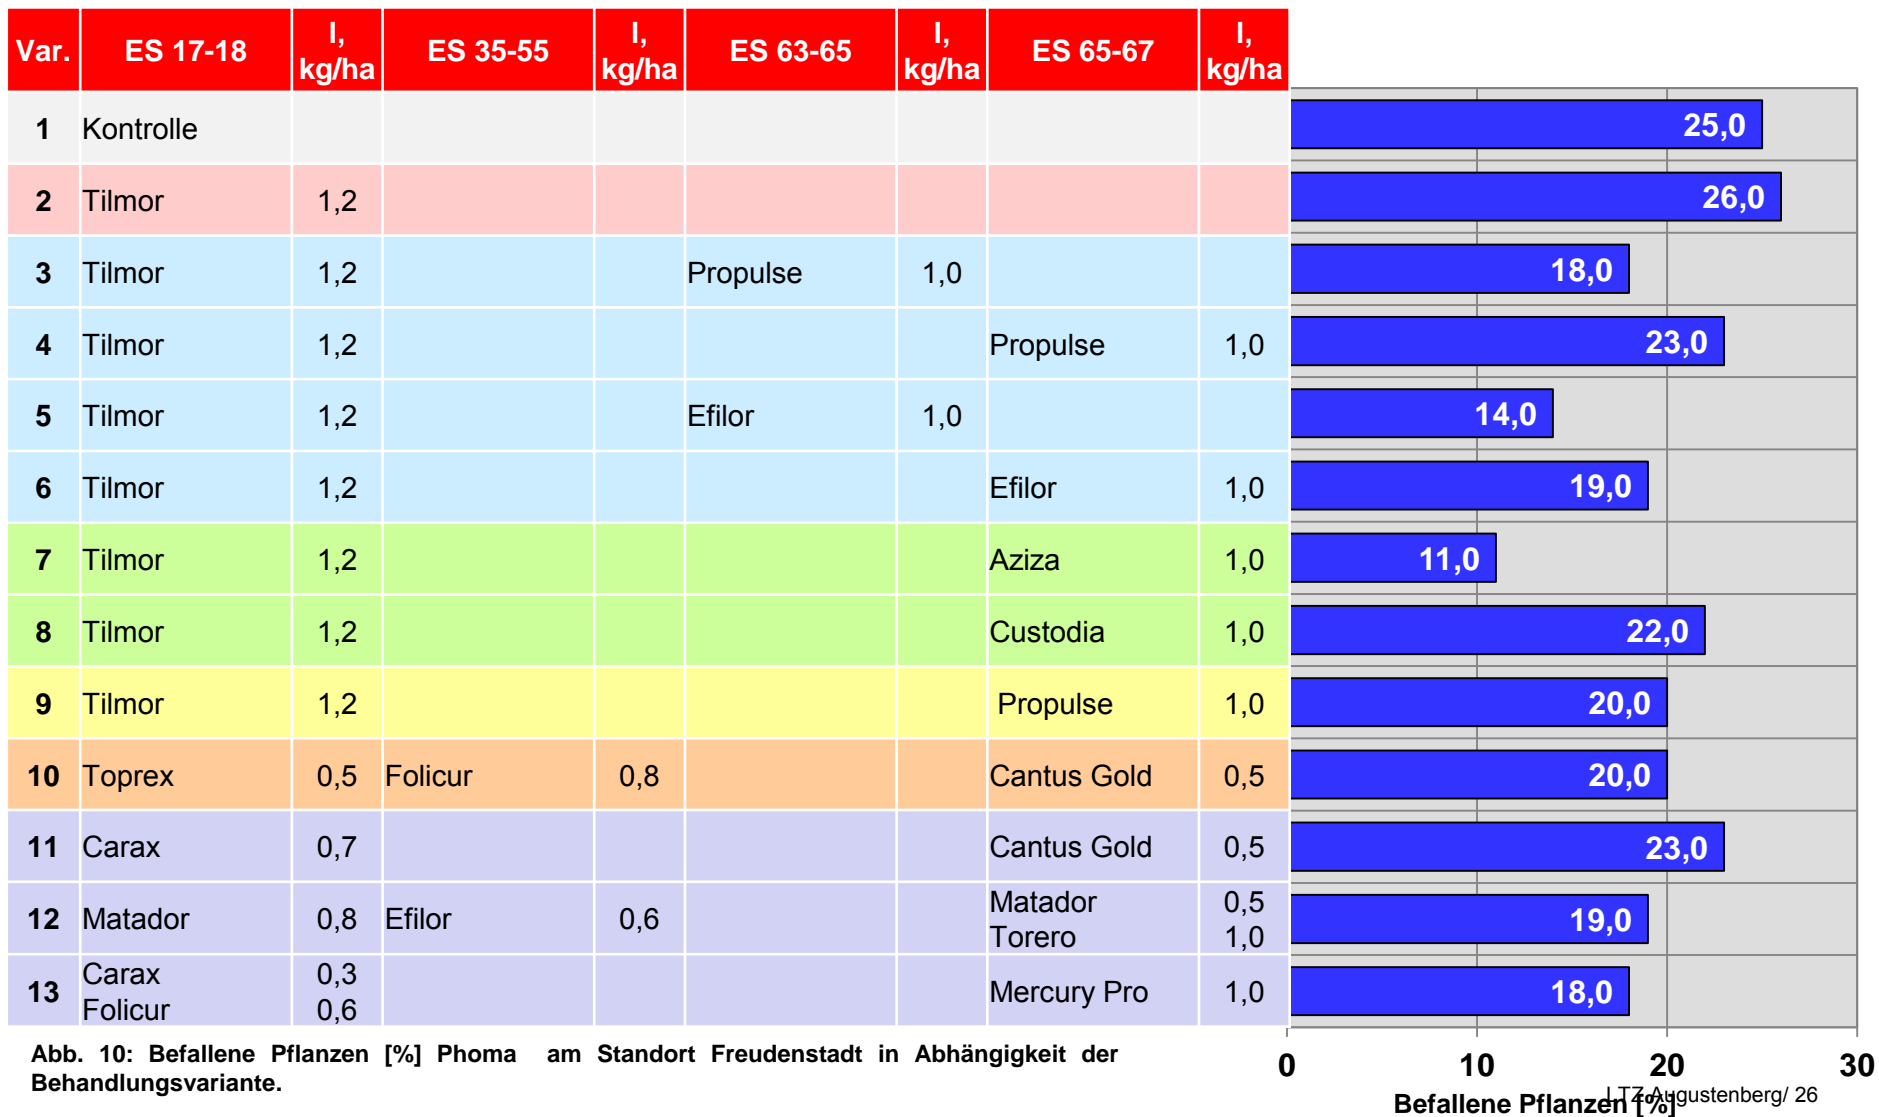 Var. ES 17-18 l, kg/ha ES 35-55 l, kg/ha ES 63-65 l, kg/ha ES 65-67 l, kg/ha
1 Kontrolle 25,0
2 Tilmor 1,2 26,0
3 Tilmor 1,2 Propulse 1,0 18,0
4 Tilmor 1,2 Propulse 1,0 23,0
5 Tilmor 1,2 Efilor 1,0 14,0
6 Tilmor 1,2 Efilor 1,0 19,0
7 Tilmor 1,2 Aziza 1,0 11,0
8 Tilmor 1,2 Custodia 1,0 22,0
9 Tilmor 1,2 Propulse 1,0 20,0
10 Toprex 0,5 Folicur 0,8 Cantus Gold 0,5 20,0
11 Carax 0,7 Cantus Gold 0,5 23,0
12 Matador 0,8 Efilor 0,6 Matador 0,5 19,0
Torero 1,0
13 Carax 0,3 Mercury Pro 1,0 18,0
Folicur 0,6
0 10 20 30
Befallene Pflanzen [%]
Abb. 10: Befallene Pflanzen [%] Phoma am Standort Freudenstadt in Abhängigkeit der
Behandlungsvariante.
LTZ Augustenberg/ 26